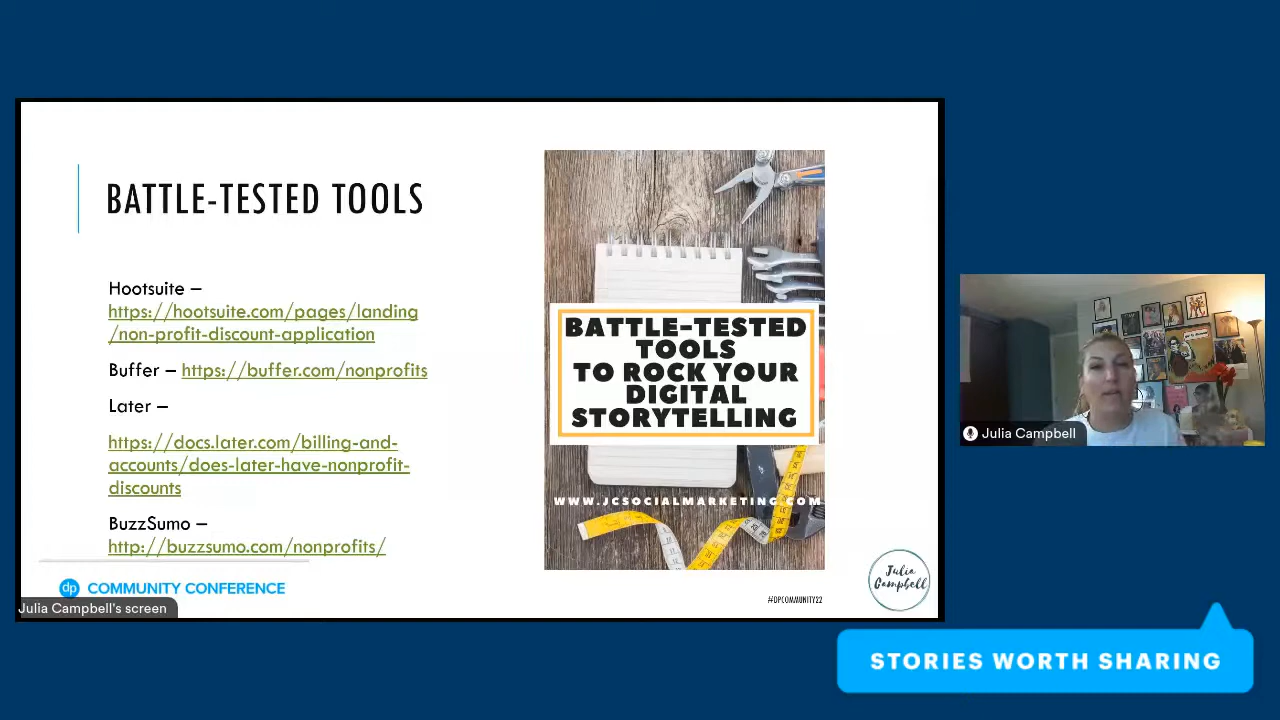 BATTLE-TESTED TOOLS
Hootsuite –
https://hootsuite.com/pages/landing
/non-profit-discount-application
Buffer – https://buffer.com/nonprofits
Later –
https://docs.later.com/billing-and-
accounts/does-later-have-nonprofit-
discounts
BuzzSumo –
http://buzzsumo.com/nonprofits/
dp COMMUNITY CONFERENCE
Julia Campbell's screen
BATTLE-TESTED
TOOLS
TO ROCK YOUR
DIGITAL
STORYTELLING
WWW.JCSOCIALMARKETING.COM
#DPCOMMUNITY22
Julia
Campbell
Julia Campbell
STORIES WORTH SHARING